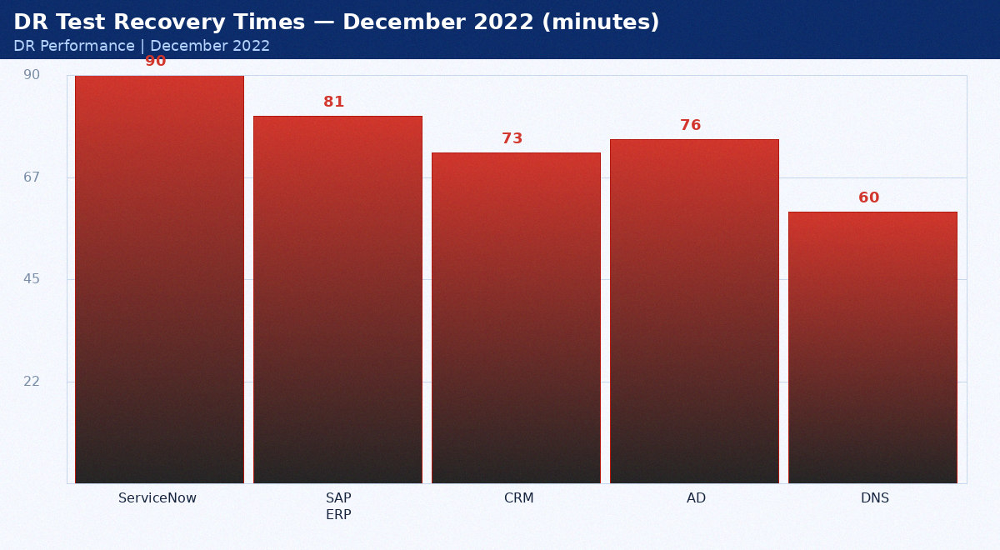 DR Test Recovery Times — December 2022 (minutes)
DR Performance | December 2022
90
90
81
73
76
67
60
45
22
ServiceNow
SAP
ERP
CRM
AD
DNS